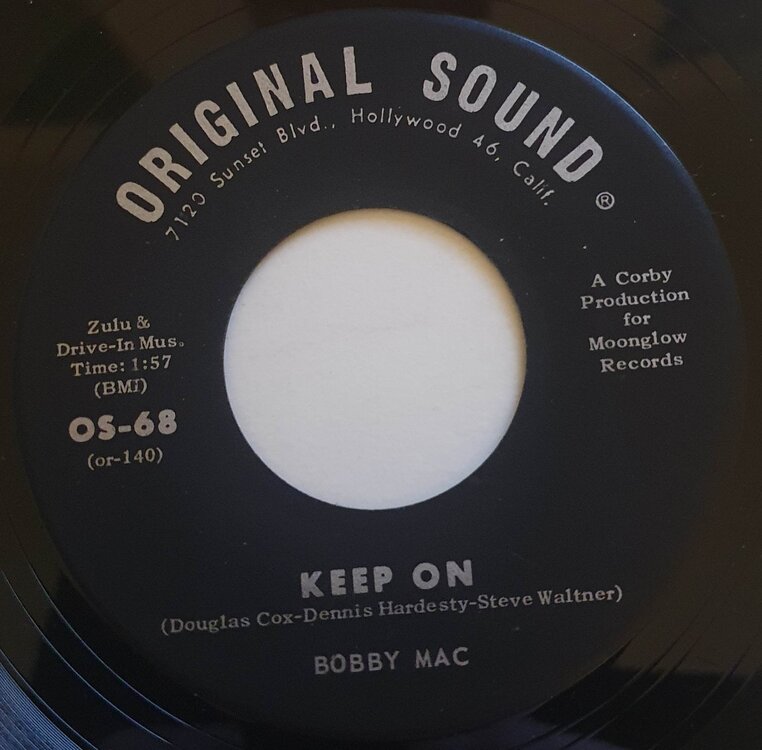 ORIGINAL SOUND ®
7120 Sunset Blvd., Hollywood 46, Calif.
A Corby
Production
for
Moonglow
Records
Zulu &
Drive-In Mus.
Time: 1:57
(BMI)
OS-68
(or-140)
KEEP ON
(Douglas Cox-Dennis Hardesty-Steve Waltner)
BOBBY MAC